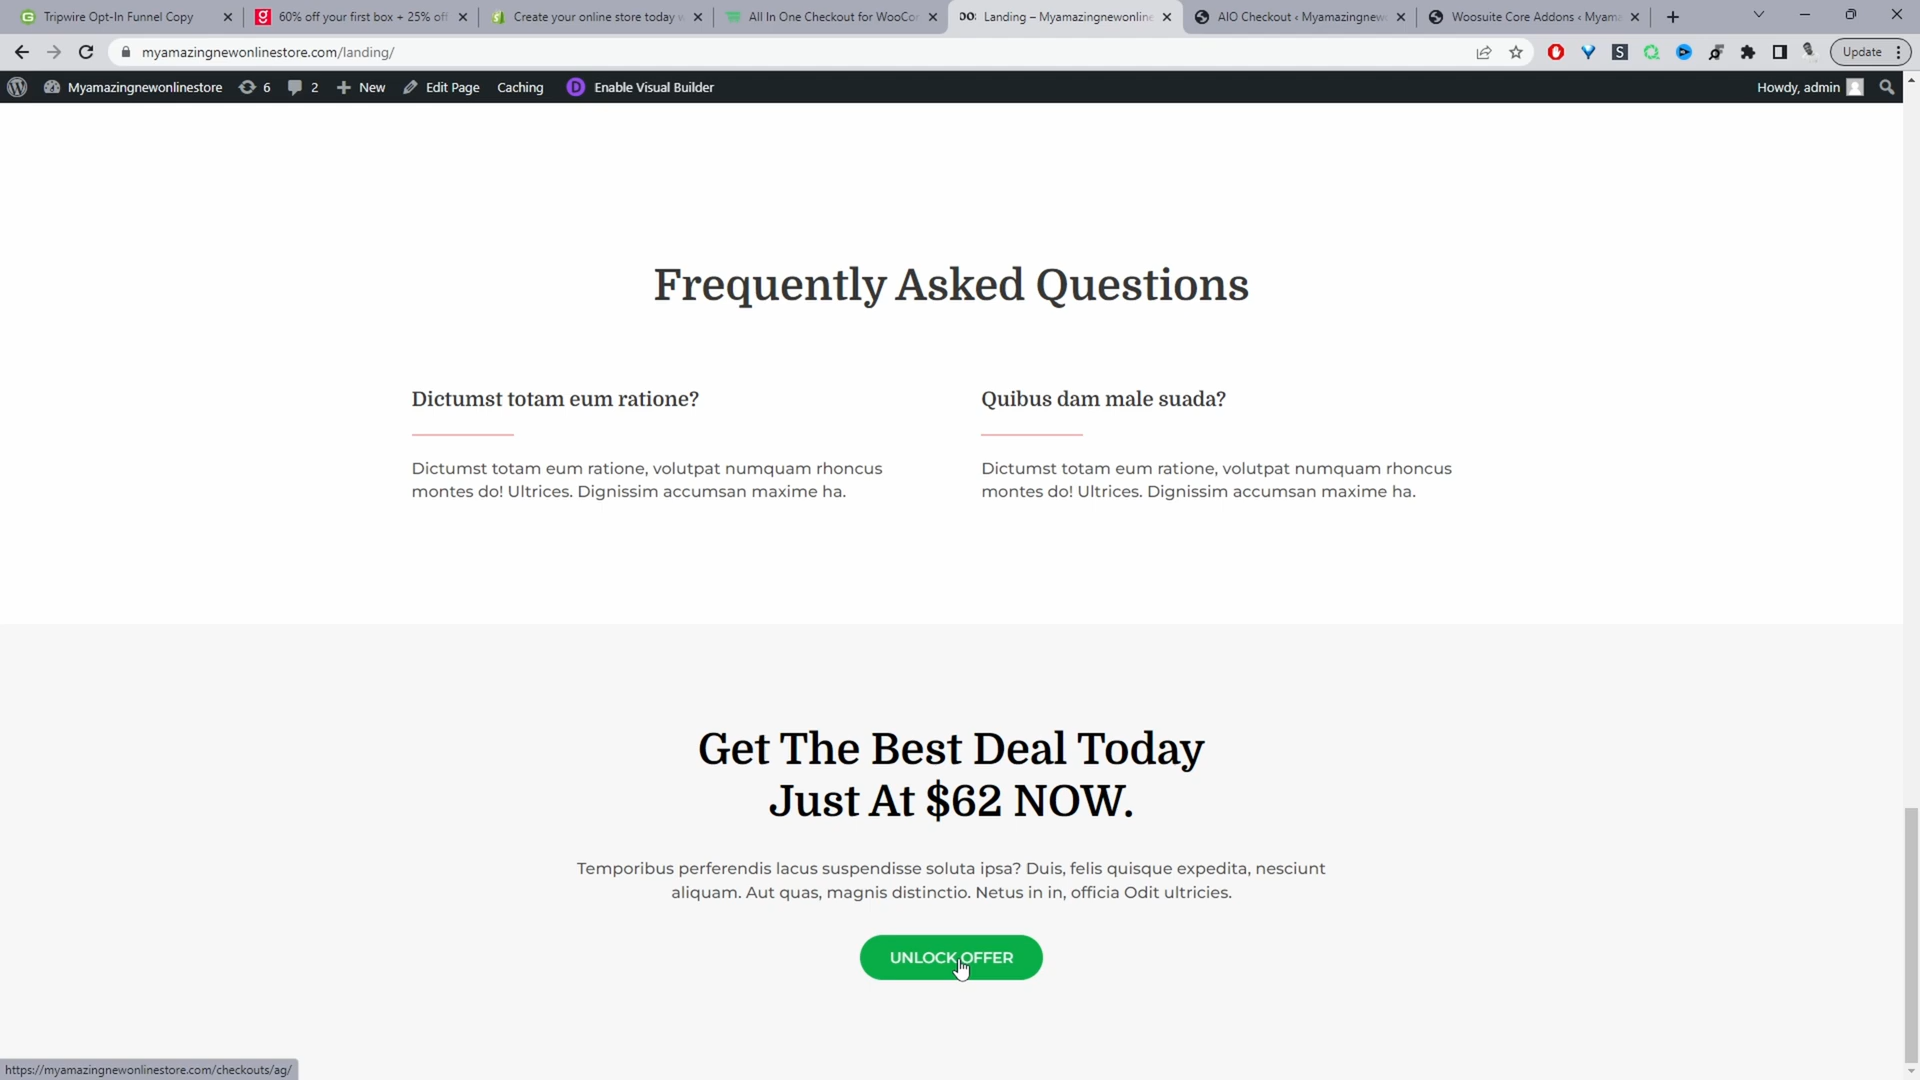 Tripwire Opt-In Funnel Copy
60% off your first box + 25% of
Create your online store today w
All In One Checkout for WooCo
Landing – Myamazingnewonline
AIO Checkout ‹ Myamazingnew
Woosuite Core Addons ‹ Myam
myamazingnewonlinestore.com/landing/
Update
Myamazingnewonlinestore
6
2
New
Edit Page
Caching
D
Enable Visual Builder
Howdy, admin
Frequently Asked Questions
Dictumst totam eum ratione?
Dictumst totam eum ratione, volutpat numquam rhoncus
montes do! Ultrices. Dignissim accumsan maxime ha.
Quibus dam male suada?
Dictumst totam eum ratione, volutpat numquam rhoncus
montes do! Ultrices. Dignissim accumsan maxime ha.
Get The Best Deal Today
Just At $62 NOW.
Temporibus perferendis lacus suspendisse soluta ipsa? Duis, felis quisque expedita, nesciunt
aliquam. Aut quas, magnis distinctio. Netus in in, officia Odit ultricies.
UNLOCK OFFER
https://myamazingnewonlinestore.com/checkouts/ag/